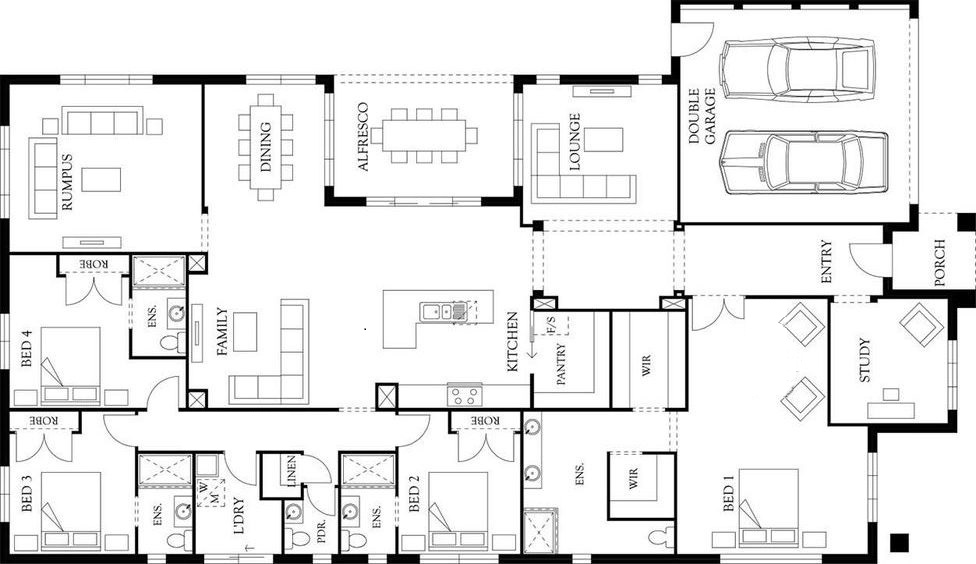 RUMPUS
DINING
ALFRESCO
LOUNGE
DOUBLE
GARAGE
ENTRY
PORCH
ROBE
ENS.
BED 4
FAMILY
KITCHEN
F/S
PANTRY
WIR
STUDY
ROBE
BED 3
ENS.
W
M
L'DRY
LINEN
PDR.
ENS.
BED 2
ROBE
ENS.
WIR
BED 1